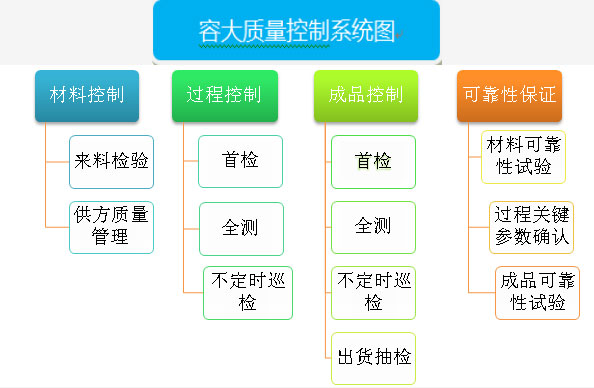 容大质量控制系统图
材料控制
来料检验
供方质量
管理
过程控制
首检
全测
不定时巡
检
成品控制
首检
全测
不定时巡
检
出货抽检
可靠性保证
材料可靠
性试验
过程关键
参数确认
成品可靠
性试验